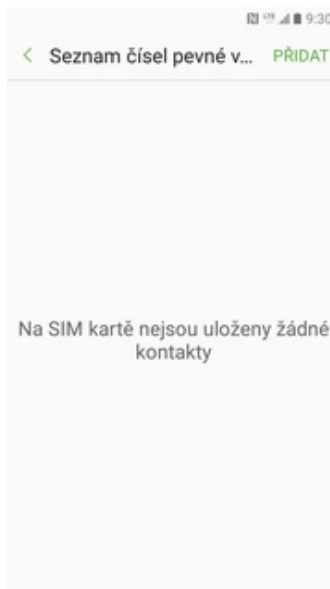 9:30
Seznam čísel pevné v... PŘIDAT
Na SIM kartě nejsou uloženy žádné
kontakty